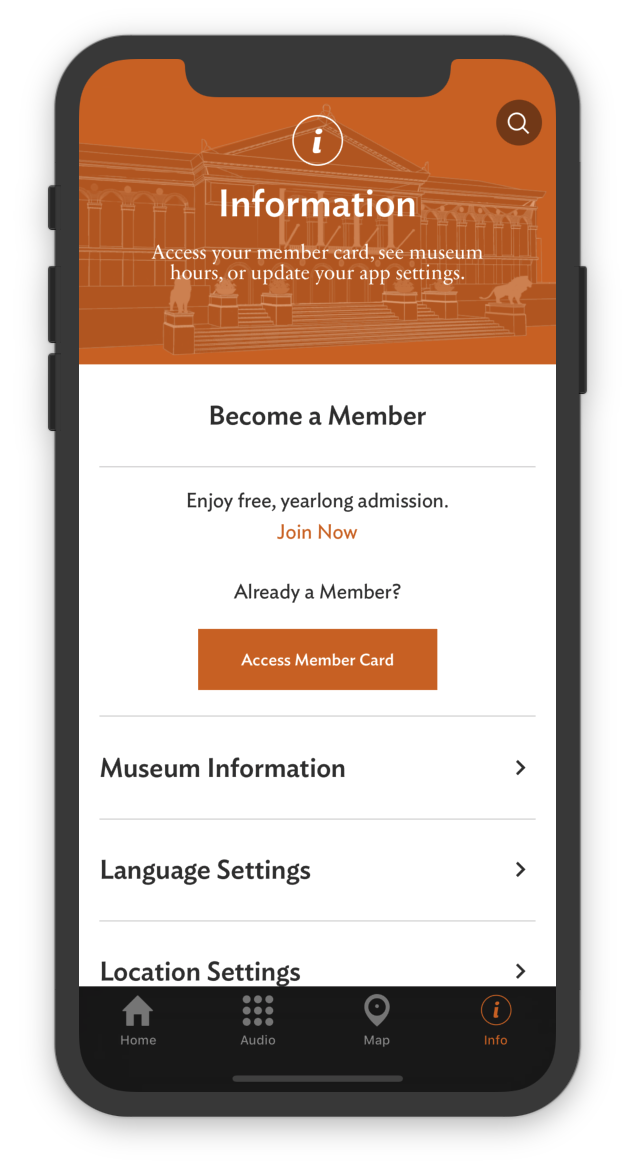 Information
Access your member card, see museum
hours, or update your app settings.
Become a Member
Enjoy free, yearlong admission.
Join Now
Already a Member?
Access Member Card
Museum Information
Language Settings
Location Settings
Home
Audio
Map
Info